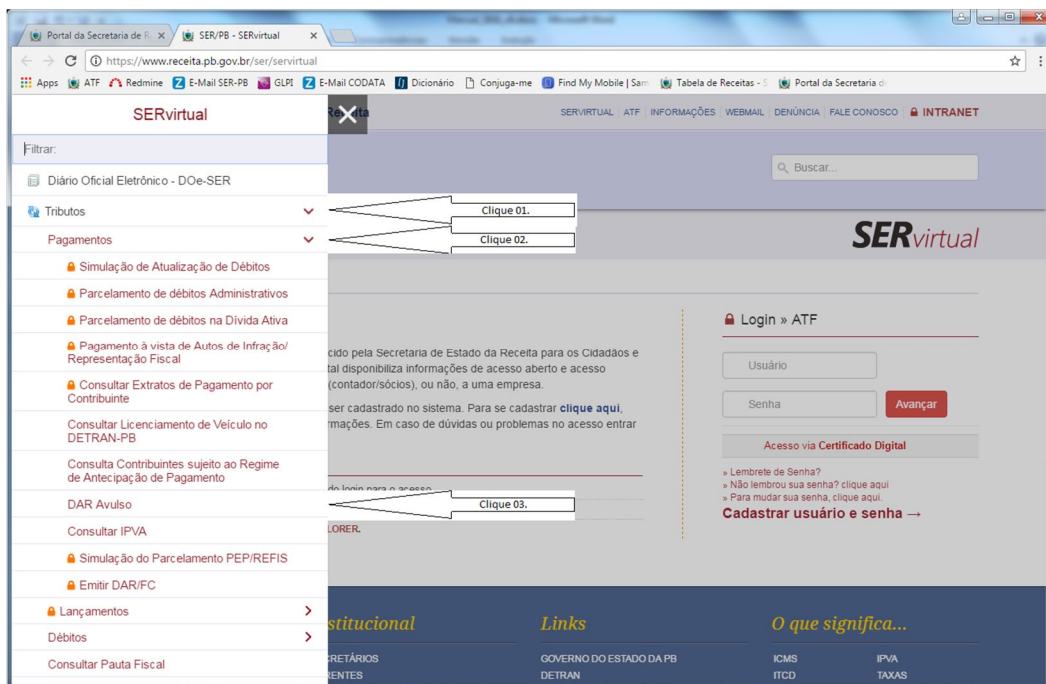 Portal da Secretaria de R
SER/PB - SERvirtual
https://www.receita.pb.gov.br/ser/servirtual
Apps ATF Redmine E-Mail SER-PB GLPI E-Mail CODATA Dicionário Conjuga-me Find My Mobile | Sam Tabela de Receitas - S Portal da Secretaria d
SERvirtual
Receita
SERVIRTUAL ATF INFORMAÇÕES WEBMAIL DENÚNCIA FALE CONOSCO INTRANET
Filtrar:
Buscar...
Diário Oficial Eletrônico - DOe-SER
Tributos
Clique 01.
Pagamentos
Clique 02.
SERvirtual
Simulação de Atualização de Débitos
Parcelamento de débitos Administrativos
Parcelamento de débitos na Dívida Ativa
Pagamento à vista de Autos de Infração/
Representação Fiscal
Consultar Extratos de Pagamento por
Contribuinte
Consultar Licenciamento de Veículo no
DETRAN-PB
Consulta Contribuintes sujeito ao Regime
de Antecipação de Pagamento
DAR Avulso
Clique 03.
Consultar IPVA
Simulação do Parcelamento PEP/REFIS
Emitir DAR/FC
Lançamentos
Débitos
Consultar Pauta Fiscal
cido pela Secretaria de Estado da Receita para os Cidadãos e
tal disponibiliza informações de acesso aberto e acesso
(contador/sócios), ou não, a uma empresa.
ser cadastrado no sistema. Para se cadastrar clique aqui,
rmações. Em caso de dúvidas ou problemas no acesso entrar
do login para o acesso
LORER.
Login » ATF
Usuário
Senha
Avançar
Acesso via Certificado Digital
» Lembrete de Senha?
» Não lembrou sua senha? clique aqui
» Para mudar sua senha, clique aqui.
Cadastrar usuário e senha →
stitucional
CRETÁRIOS
RENTES
Links
GOVERNO DO ESTADO DA PB
DETRAN
O que significa...
ICMS IPVA
ITCD TAXAS